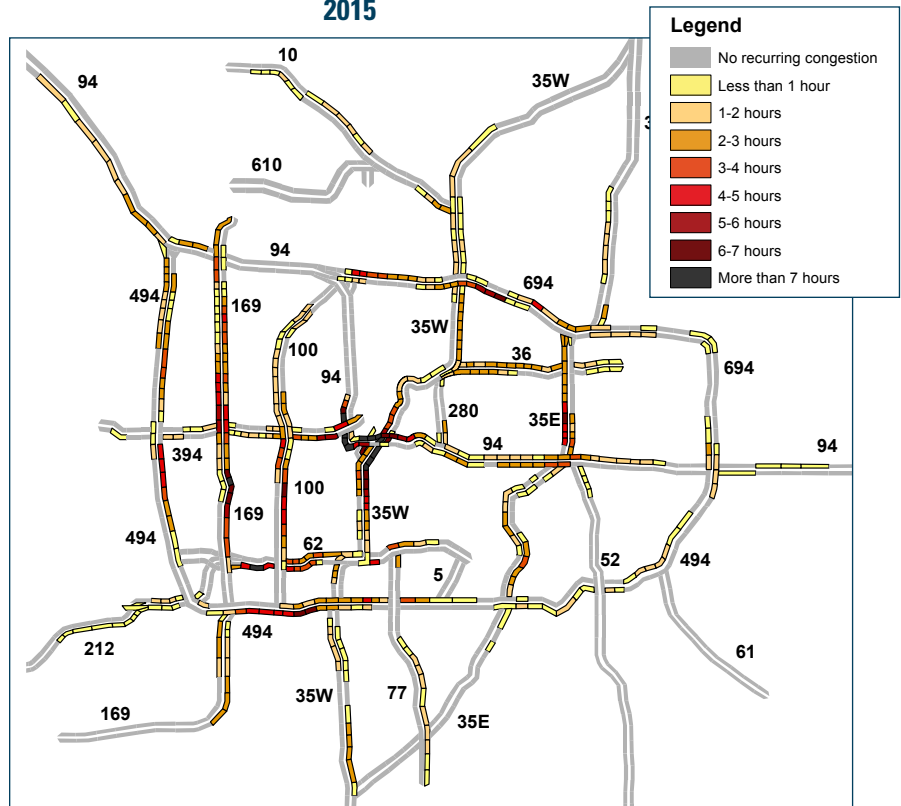 2015
Legend
No recurring congestion
Less than 1 hour
1-2 hours
2-3 hours
3-4 hours
4-5 hours
5-6 hours
6-7 hours
More than 7 hours
94
10
35W
610
94
694
494
169
35W
100
36
94
694
280
35E
94
94
394
100
169
35W
494
62
52
494
5
494
212
61
35W
77
35E
169